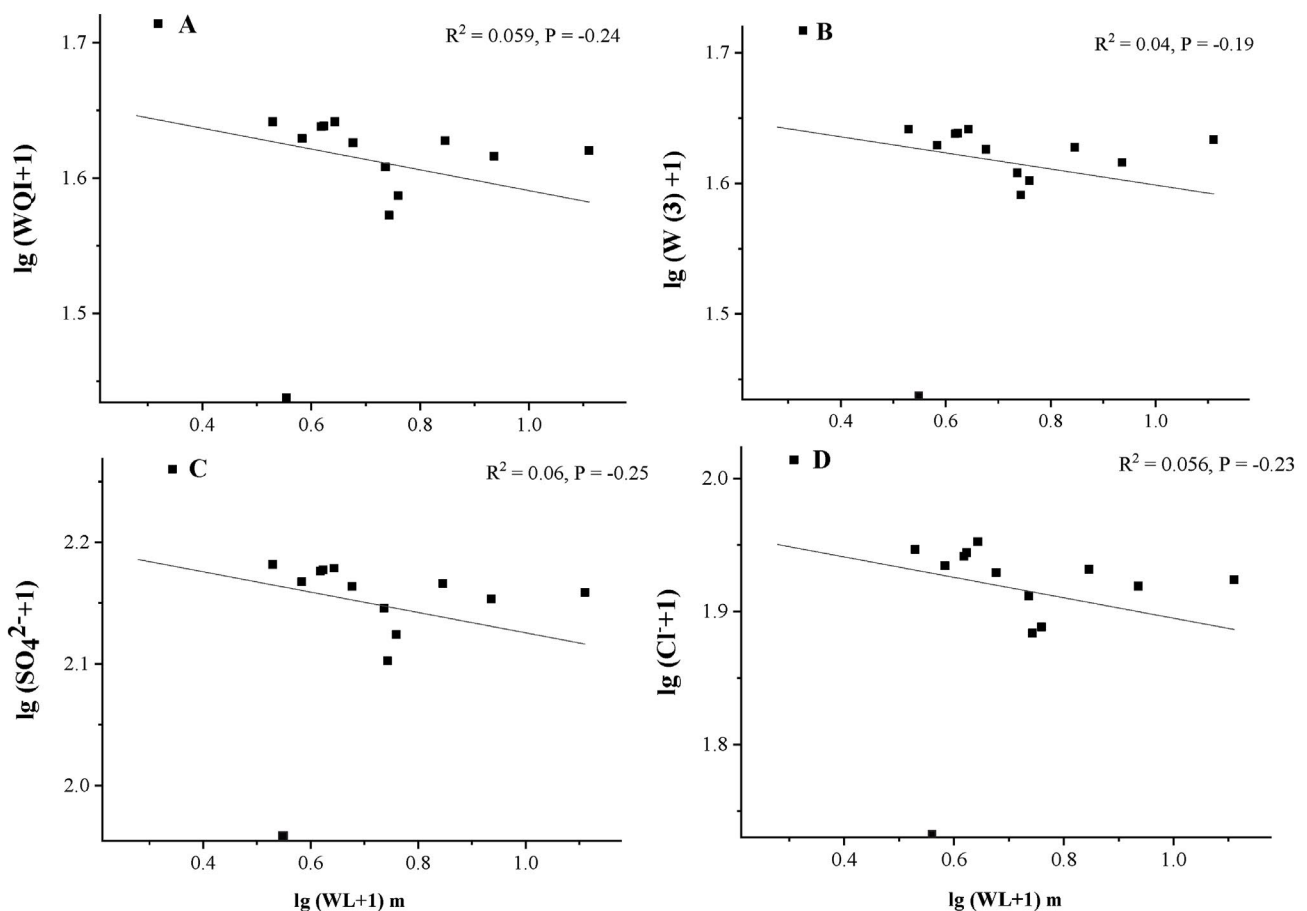 A
R² = 0.059, P = -0.24
lg (WQI+1)
1.7
1.6
1.5
0.4 0.6 0.8 1.0
B
R² = 0.04, P = -0.19
lg (W (3) +1)
1.7
1.6
1.5
0.4 0.6 0.8 1.0
C
R² = 0.06, P = -0.25
lg (SO₄²⁻+1)
2.2
2.1
2.0
0.4 0.6 0.8 1.0
lg (WL+1) m
D
R² = 0.056, P = -0.23
lg (Cl⁻+1)
2.0
1.9
1.8
0.4 0.6 0.8 1.0
lg (WL+1) m